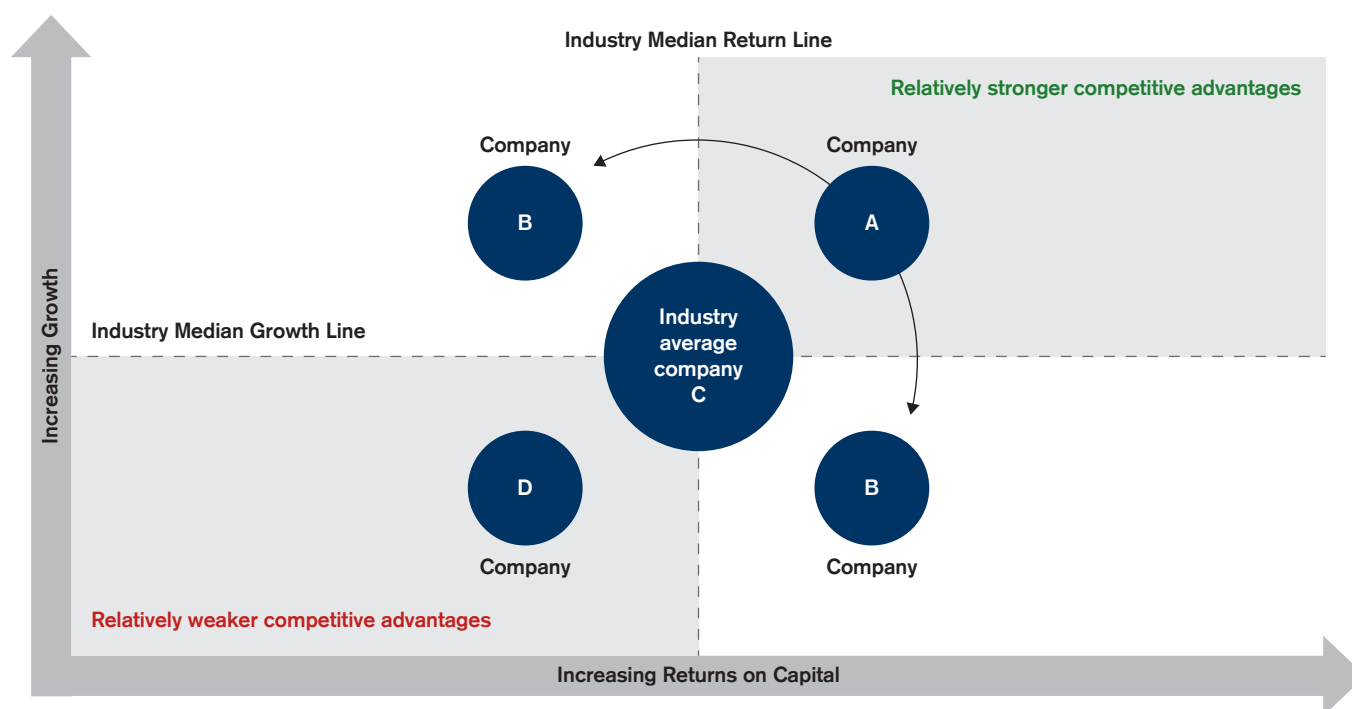 Industry Median Return Line
Relatively stronger competitive advantages
Company
Company
B
A
Industry
average
company
C
Industry Median Growth Line
Increasing Growth
D
B
Company
Company
Relatively weaker competitive advantages
Increasing Returns on Capital